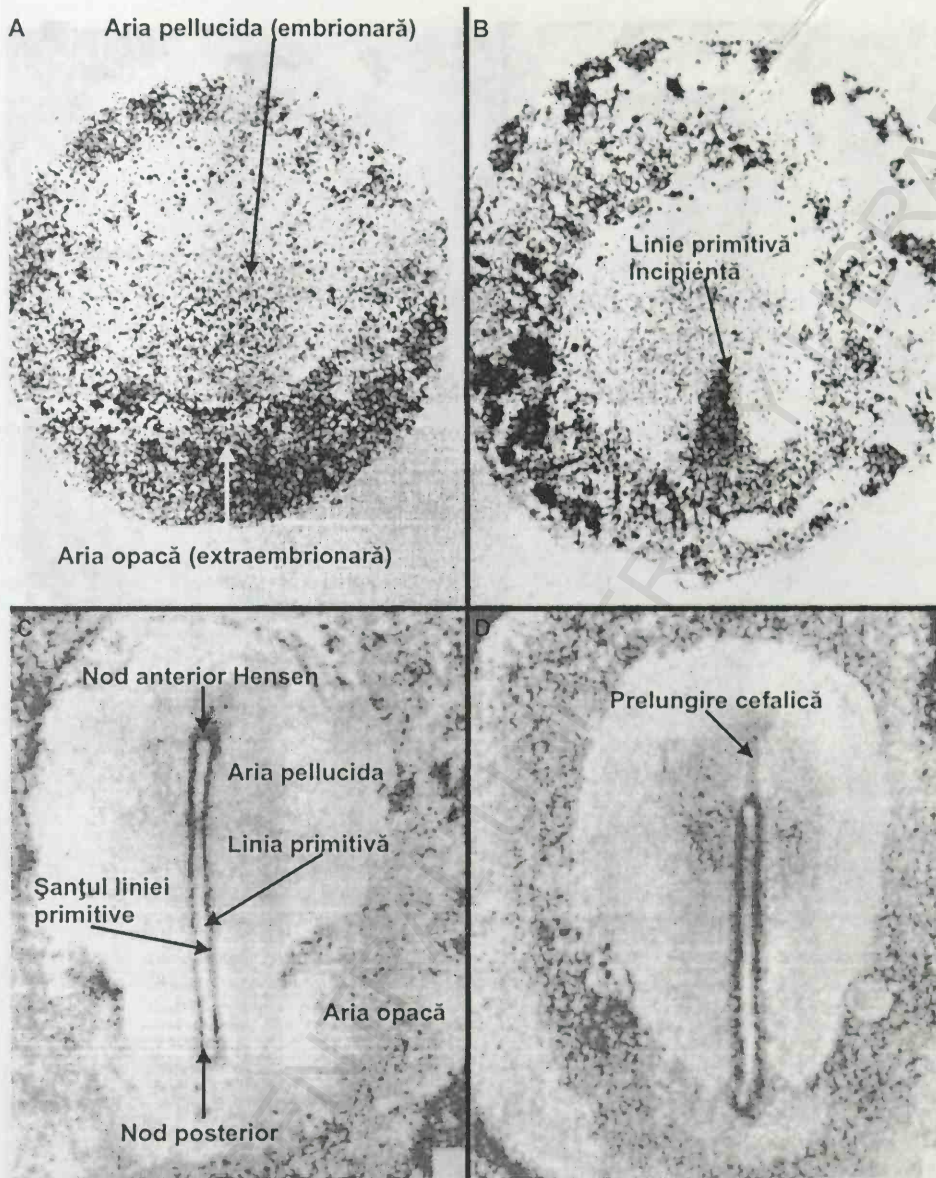 A
Aria pellucida (embrionară)
Aria opacă (extraembrionară)
B
Linie primitivă
încipientă
C
Nod anterior Hensen
Aria pellucida
Linia primitivă
Şanţul liniei
primitive
Aria opacă
Nod posterior
D
Prelungire cefalică